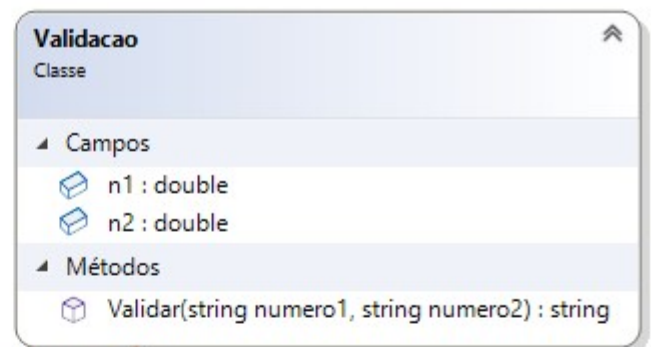 Validacao
Classe
Campos
n1 : double
n2 : double
Métodos
Validar(string numero1, string numero2) : string